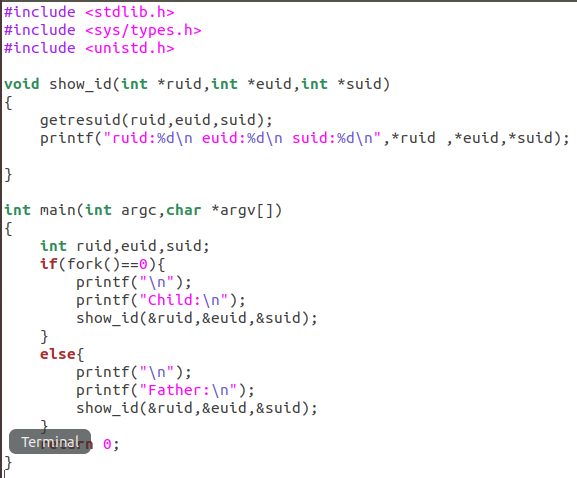 #include <stdlib.h>
#include <sys/types.h>
#include <unistd.h>

void show_id(int *ruid,int *euid,int *suid)
{
    getresuid(ruid,euid,suid);
    printf("ruid:%d\n euid:%d\n suid:%d\n",*ruid ,*euid,*suid);

}

int main(int argc,char *argv[])
{
    int ruid,euid,suid;
    if(fork()==0){
        printf("\n");
        printf("Child:\n");
        show_id(&ruid,&euid,&suid);
    }
    else{
        printf("\n");
        printf("Father:\n");
        show_id(&ruid,&euid,&suid);
    }
Terminal
    return 0;
}